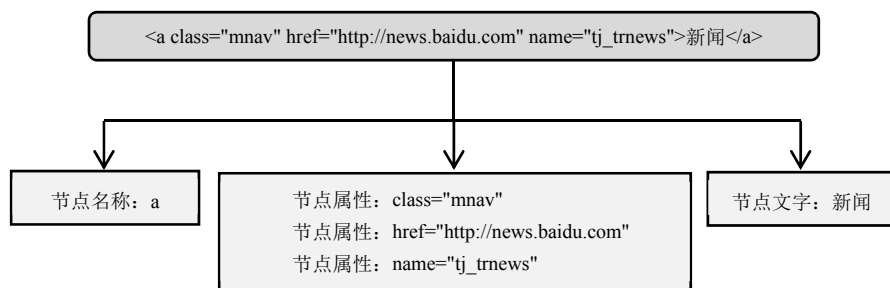 <a class="mnav" href="http://news.baidu.com" name="tj_trnews">新闻</a>
节点名称：a
节点属性：class="mnav"
节点属性：href="http://news.baidu.com"
节点属性：name="tj_trnews"
节点文字：新闻